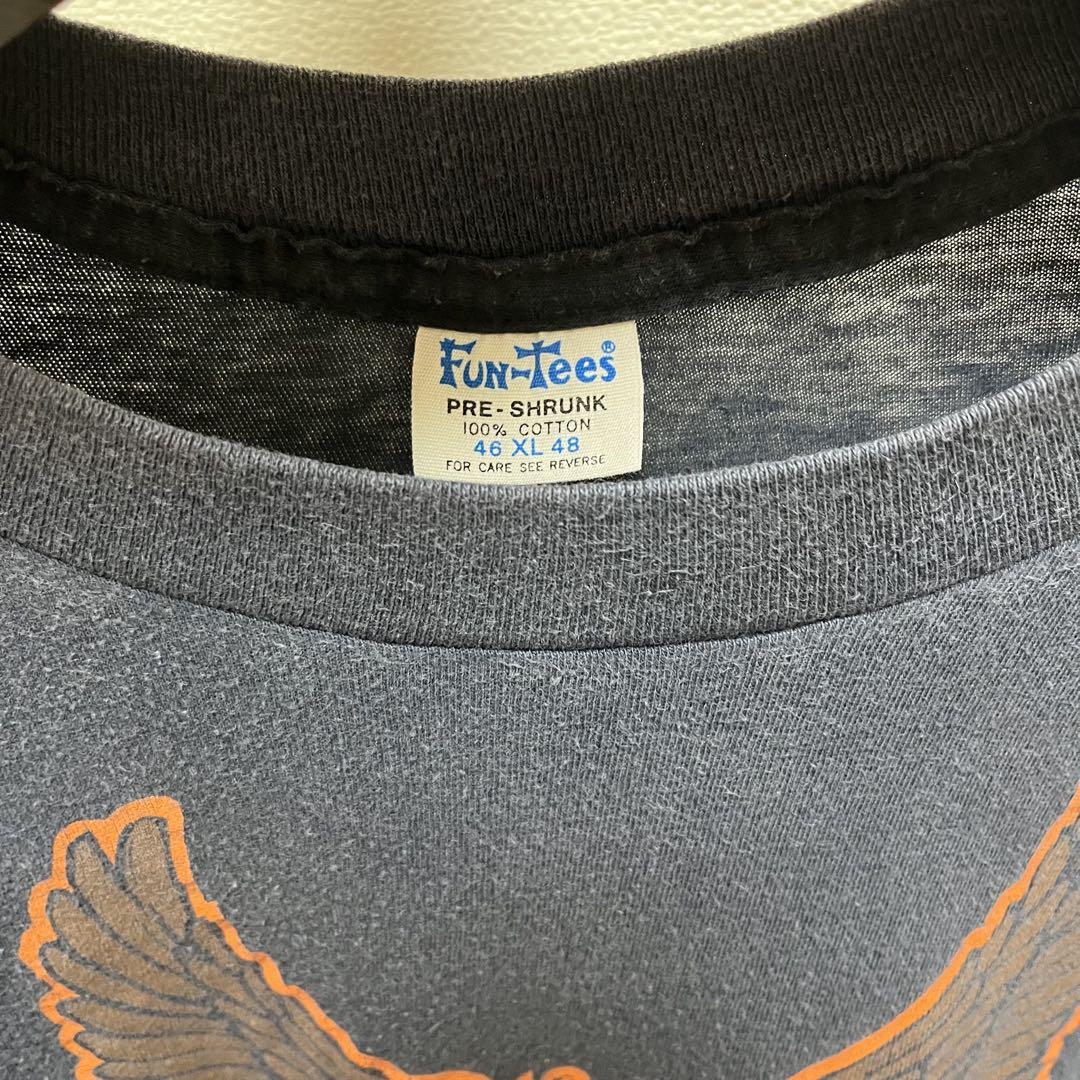 FUN-Tees®
PRE-SHRUNK
100% COTTON
46 XL 48
FOR CARE SEE REVERSE